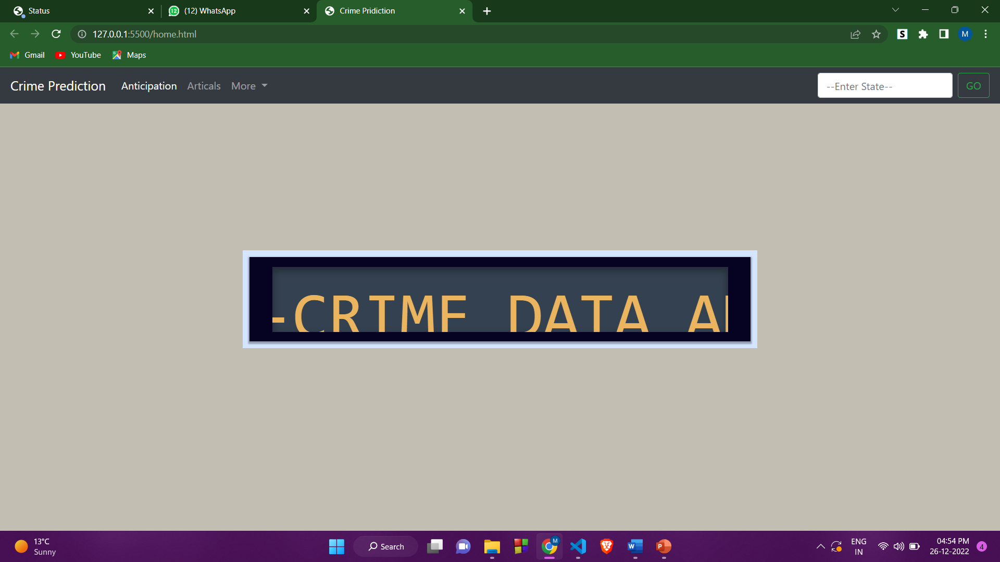 Status
(12) WhatsApp
Crime Pridiction
127.0.0.1:5500/home.html
S
M
Gmail
YouTube
Maps
Crime Prediction
Anticipation
Articals
More
--Enter State--
GO
-CRIME DATA A
13°C
Sunny
Search
ENG
IN
04:54 PM
26-12-2022
4